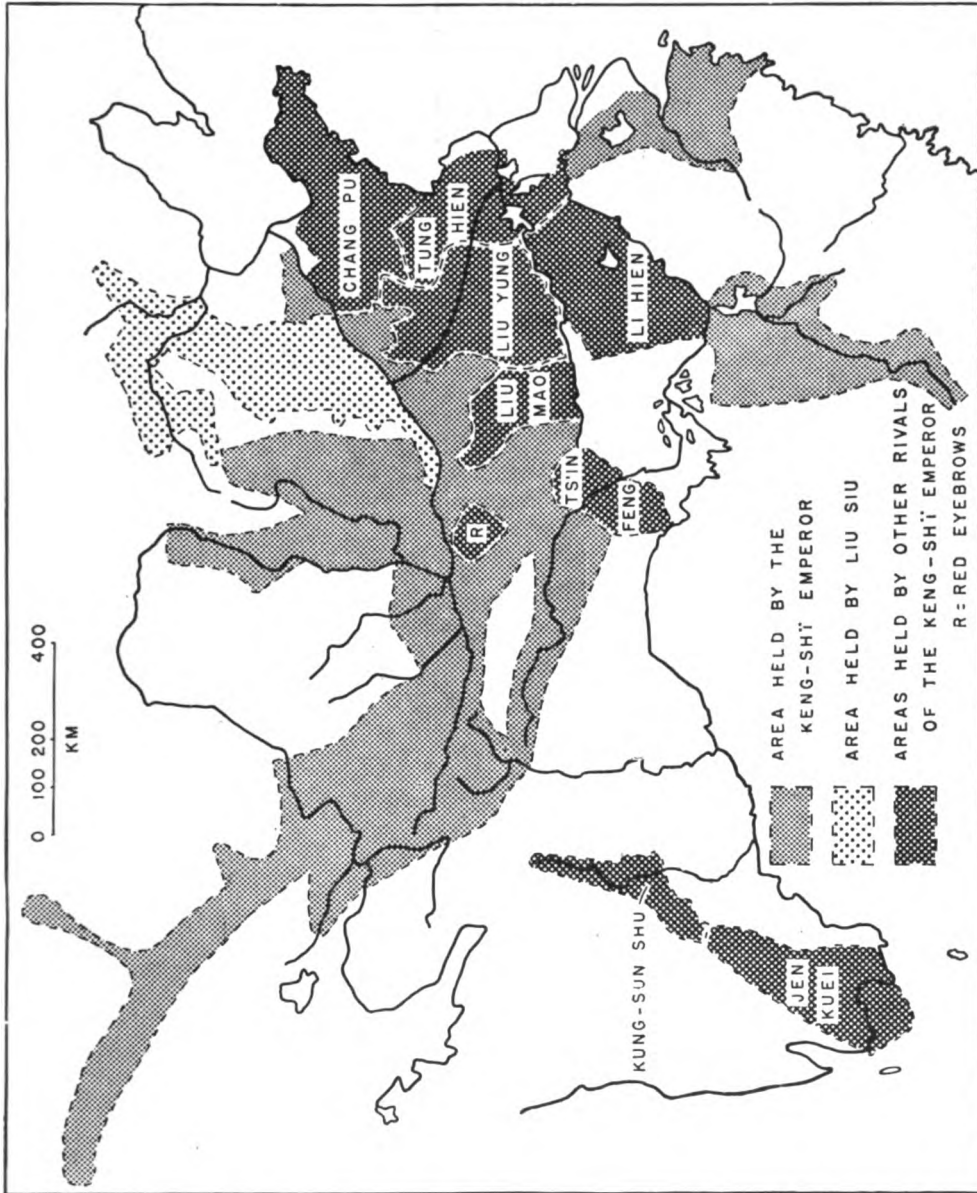 0 100 200 400
KM
CHANG PU
TUNG
HIEN
LIU YUNG
LIU
MAO
LI HIEN
R
TS'IN
FENG
KUNG-SUN SHU
JEN
KUEI
AREA HELD BY THE
KENG-SHÏ EMPEROR
AREA HELD BY LIU SIU
AREAS HELD BY OTHER RIVALS
OF THE KENG-SHÏ EMPEROR
R=RED EYEBROWS